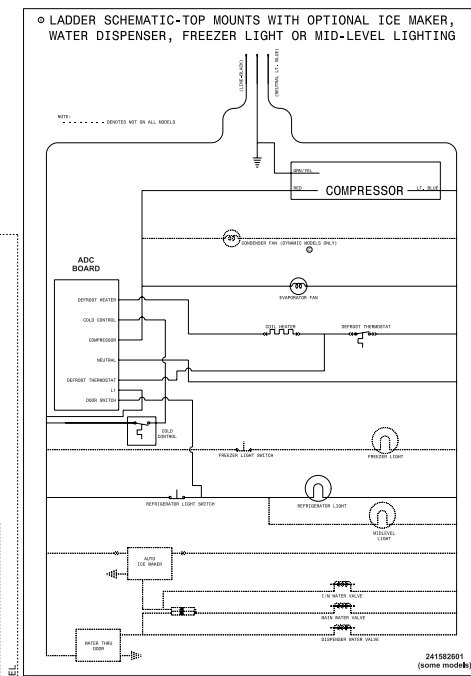 LADDER SCHEMATIC-TOP MOUNTS WITH OPTIONAL ICE MAKER,
WATER DISPENSER, FREEZER LIGHT OR MID-LEVEL LIGHTING
(LINE-BLACK)
(NEUTRAL LT. BLUE)
NOTE:
DENOTES NOT ON ALL MODELS
GRN/YEL
RED
COMPRESSOR
LT. BLUE
CONDENSER FAN (DYNAMIC MODELS ONLY)
ADC
BOARD
EVAPORATOR FAN
DEFROST HEATER
COLD CONTROL
COIL HEATER
DEFROST THERMOSTAT
COMPRESSOR
NEUTRAL
DEFROST THERMOSTAT
L1
DOOR SWITCH
COLD
CONTROL
FREEZER LIGHT SWITCH
FREEZER LIGHT
REFRIGERATOR LIGHT SWITCH
REFRIGERATOR LIGHT
MIDLEVEL
LIGHT
AUTO
ICE MAKER
I/M WATER VALVE
MAIN WATER VALVE
WATER THRU
DOOR
DISPENSER WATER VALVE
241582601
(some models)
EL